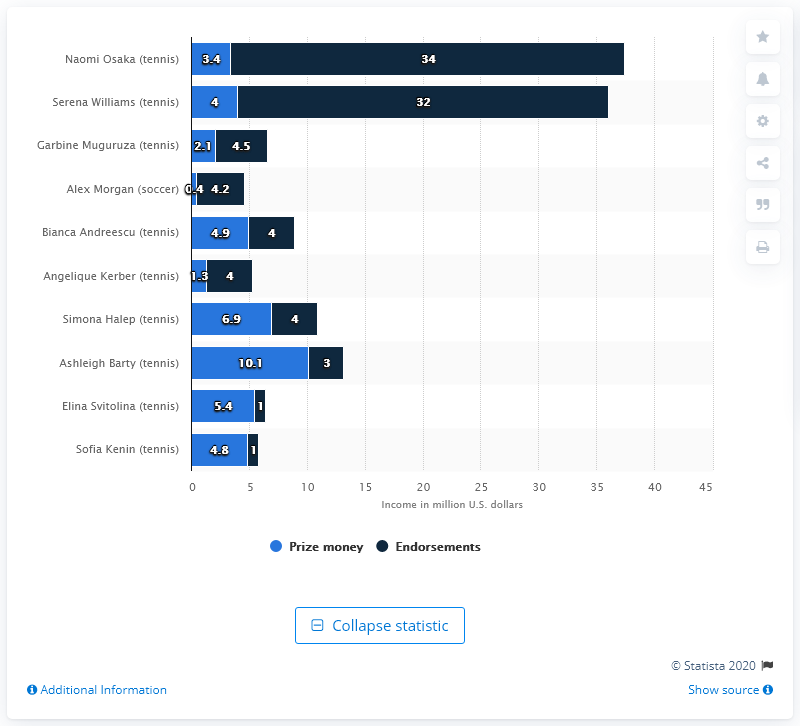 Naomi Osaka (tennis) 3.4 34
Serena Williams (tennis) 4 32
Garbine Muguruza (tennis) 2.1 4.5
Alex Morgan (soccer) 0.4 4.2
Bianca Andreescu (tennis) 4.9 4
Angelique Kerber (tennis) 1.3 4
Simona Halep (tennis) 6.9 4
Ashleigh Barty (tennis) 10.1 3
Elina Svitolina (tennis) 5.4 1
Sofia Kenin (tennis) 4.8 1
0 5 10 15 20 25 30 35 40 45
Income in million U.S. dollars
Prize money Endorsements
Collapse statistic
© Statista 2020
Additional Information Show source